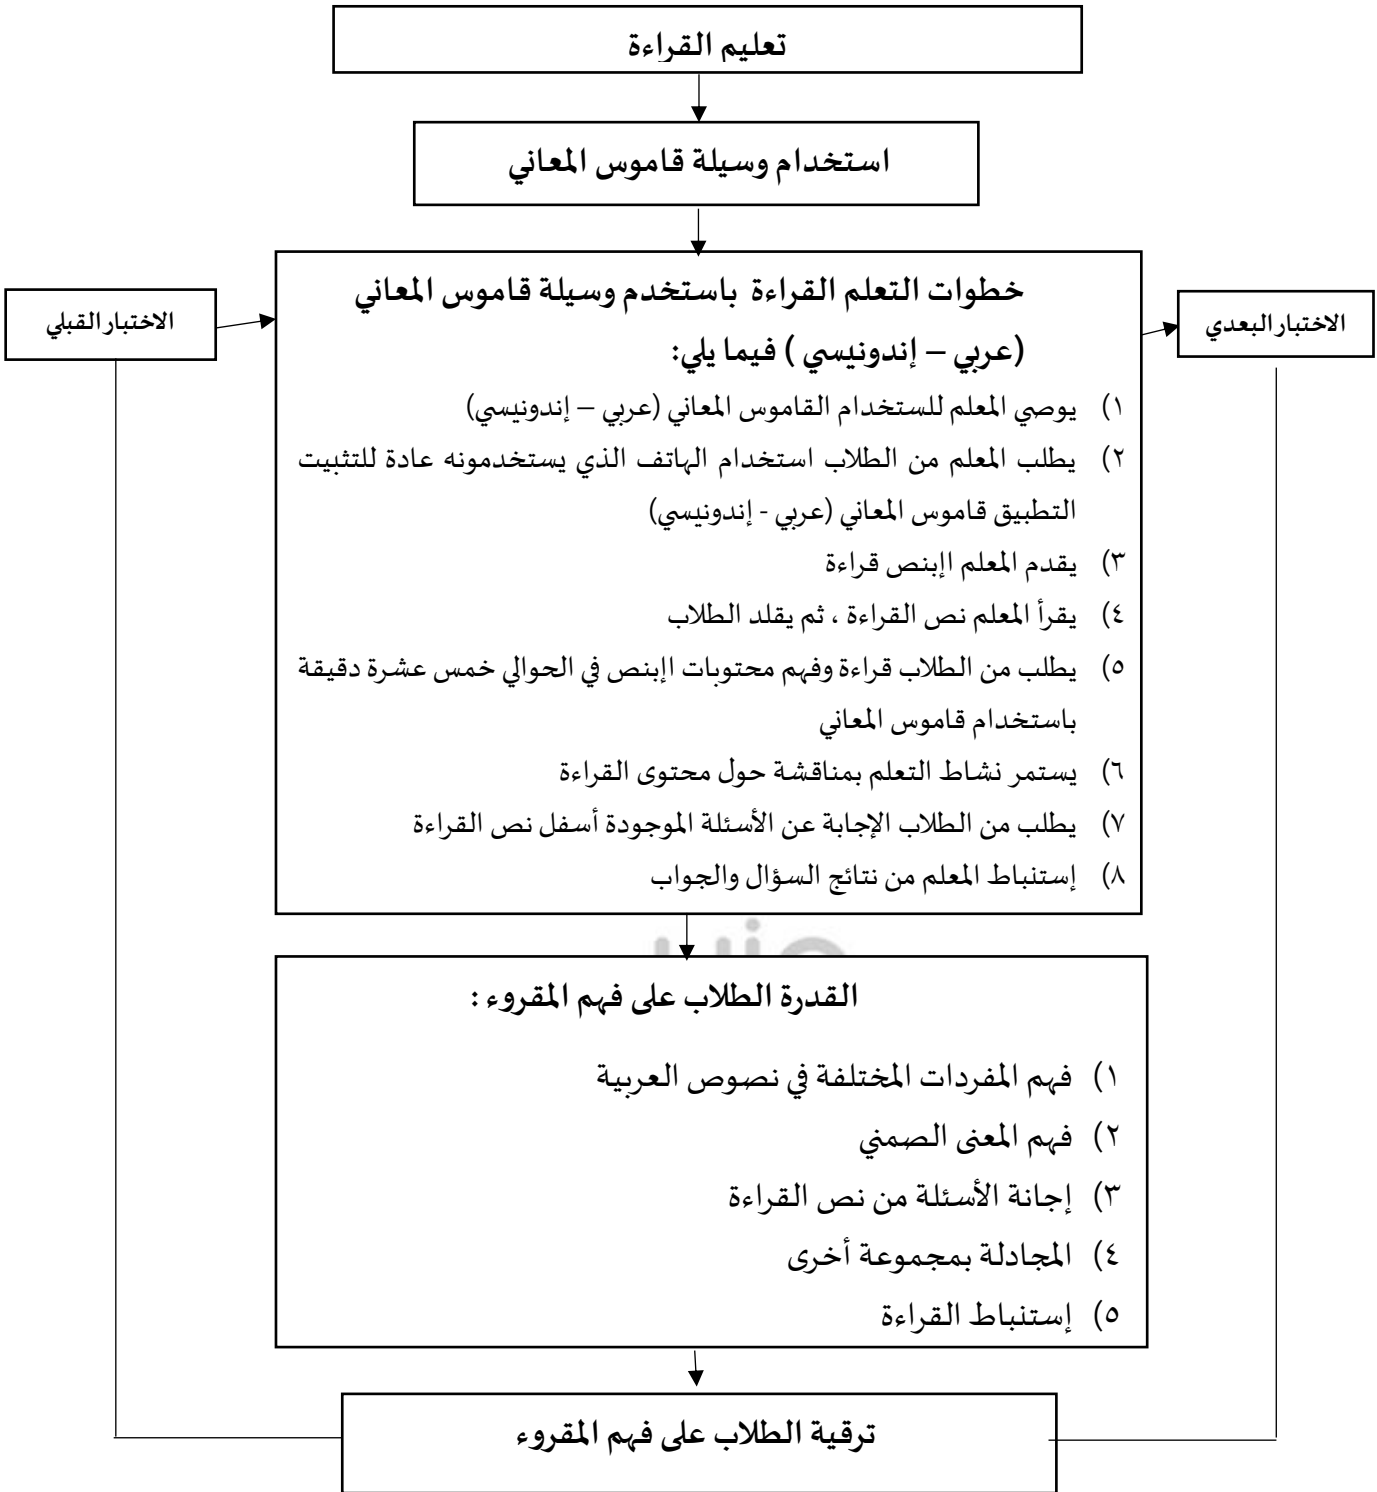 تعليم القراءة
استخدام وسيلة قاموس المعاني
الاختبار القبلي
خطوات التعلم القراءة باستخدم وسيلة قاموس المعاني
(عربي – إندونيسي ) فيما يلي:
١) يوصي المعلم للستخدام القاموس المعاني (عربي – إندونيسي)
٢) يطلب المعلم من الطلاب استخدام الهاتف الذي يستخدمونه عادة للتثبيت
التطبيق قاموس المعاني (عربي - إندونيسي)
٣) يقدم المعلم اإبنص قراءة
٤) يقرأ المعلم نص القراءة ، ثم يقلد الطلاب
٥) يطلب من الطلاب قراءة وفهم محتوبات اإبنص في الحوالي خمس عشرة دقيقة
باستخدام قاموس المعاني
٦) يستمر نشاط التعلم بمناقشة حول محتوى القراءة
٧) يطلب من الطلاب الإجابة عن الأسئلة الموجودة أسفل نص القراءة
٨) إستنباط المعلم من نتائج السؤال والجواب
الاختبار البعدي
القدرة الطلاب على فهم المقروء :
١) فهم المفردات المختلفة في نصوص العربية
٢) فهم المعنى الصمني
٣) إجانة الأسئلة من نص القراءة
٤) المجادلة بمجموعة أخرى
٥) إستنباط القراءة
ترقية الطلاب على فهم المقروء